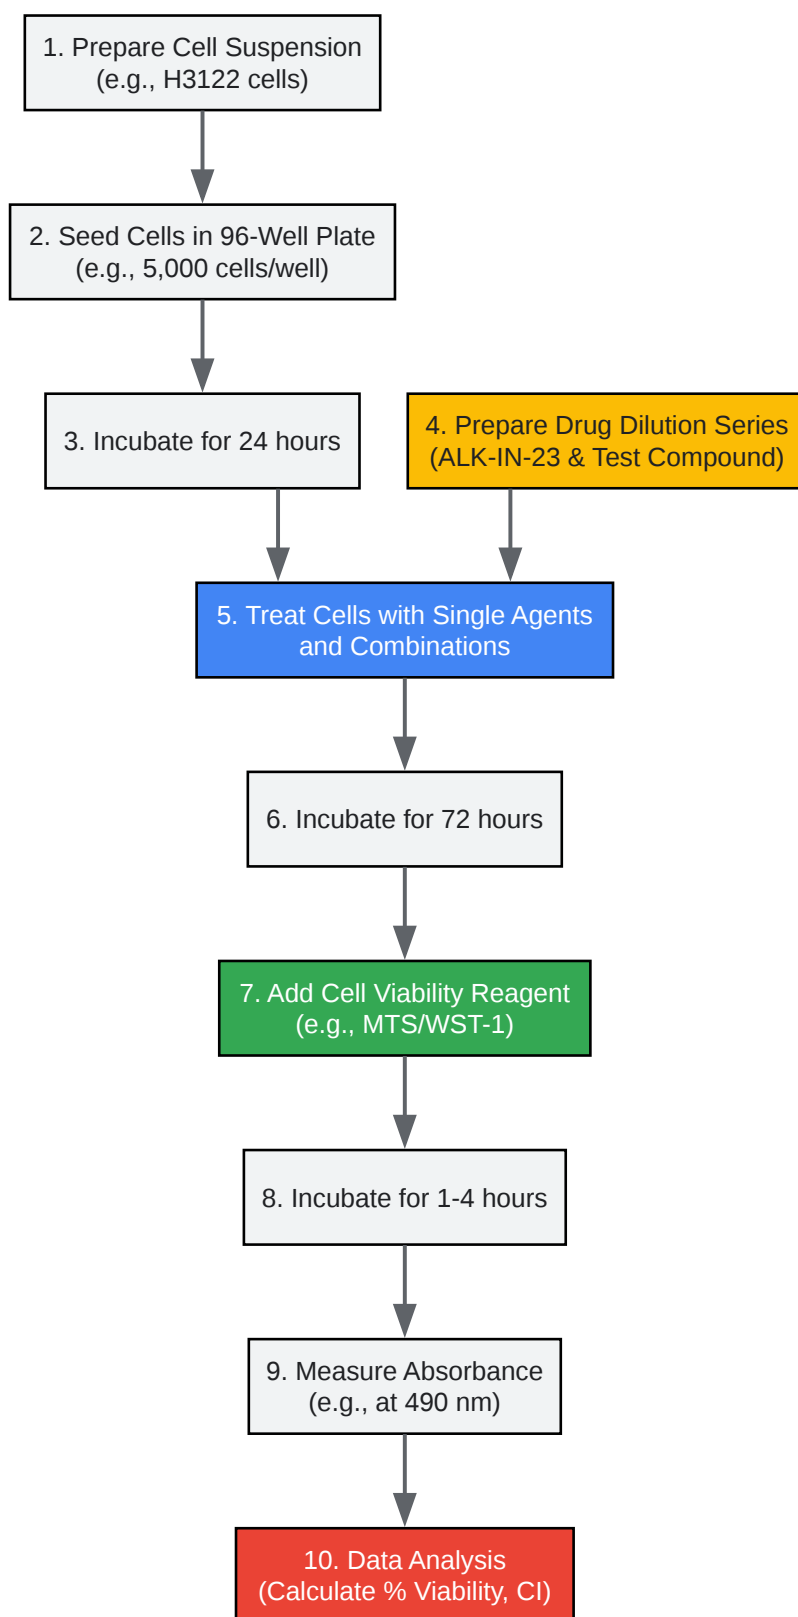 1. Prepare Cell Suspension
(e.g., H3122 cells)
2. Seed Cells in 96-Well Plate
(e.g., 5,000 cells/well)
3. Incubate for 24 hours
4. Prepare Drug Dilution Series
(ALK-IN-23 & Test Compound)
5. Treat Cells with Single Agents
and Combinations
6. Incubate for 72 hours
7. Add Cell Viability Reagent
(e.g., MTS/WST-1)
8. Incubate for 1-4 hours
9. Measure Absorbance
(e.g., at 490 nm)
10. Data Analysis
(Calculate % Viability, CI)